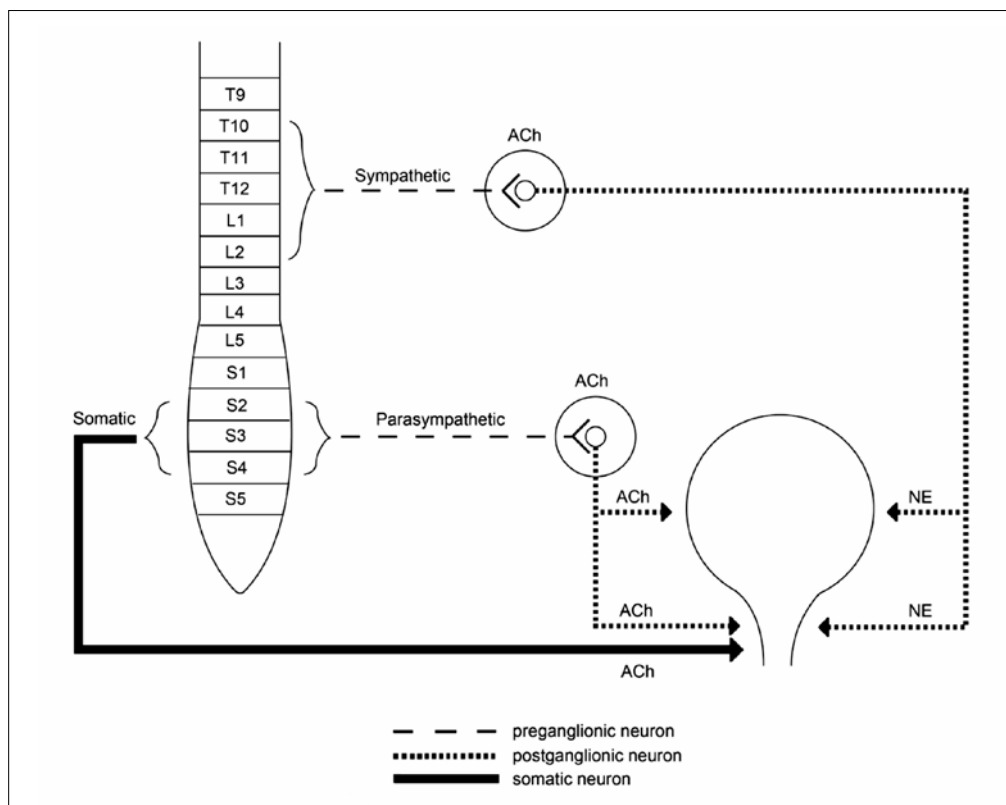 T9
T10
T11
T12
L1
L2
L3
L4
L5
S1
S2
S3
S4
S5
Sympathetic
ACh
Somatic
Parasympathetic
ACh
ACh
NE
ACh
NE
ACh
preganglionic neuron
postganglionic neuron
somatic neuron